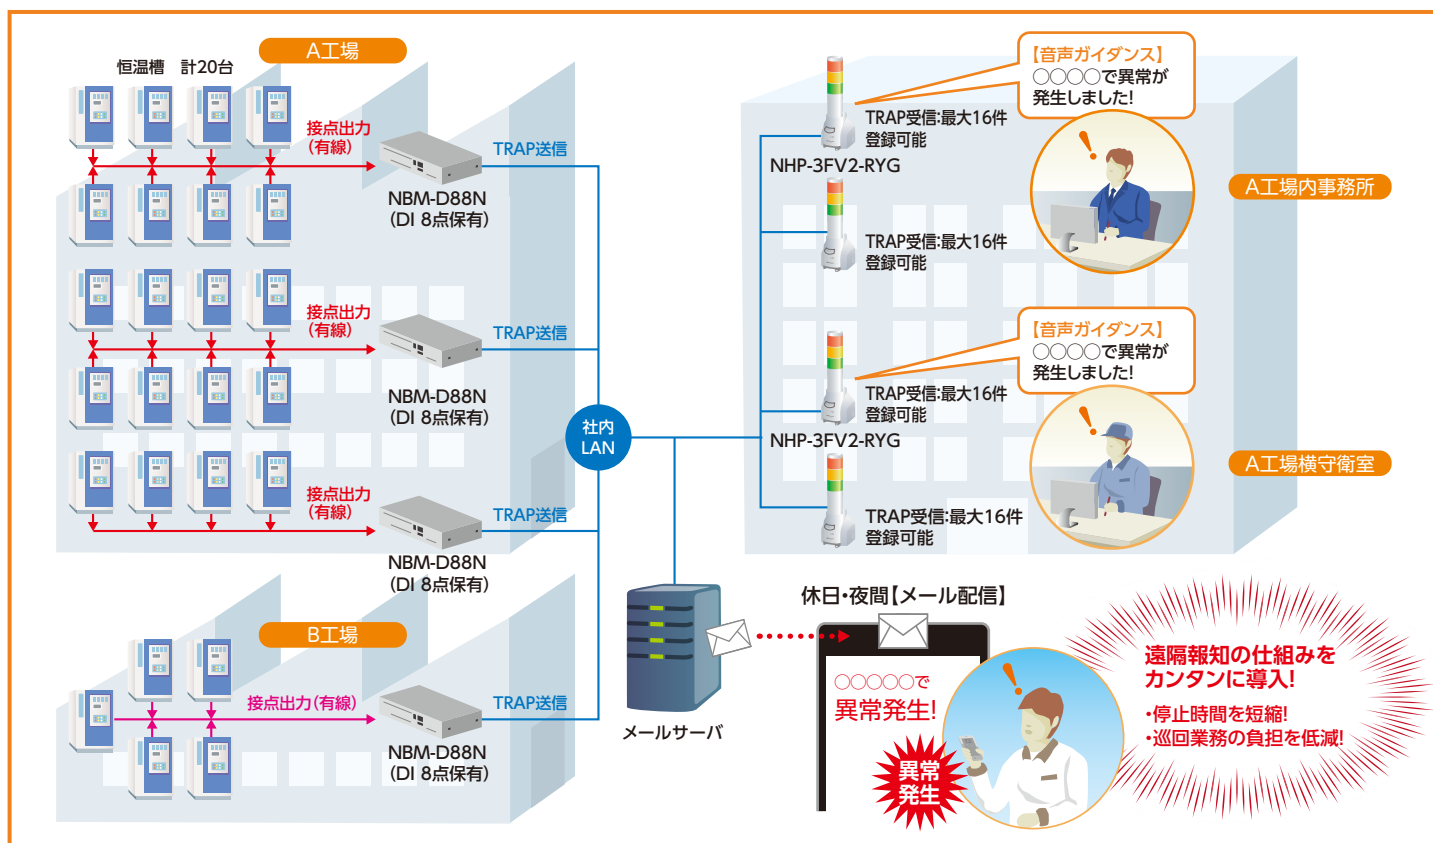 A工場
恒温槽 計20台
接点出力
(有線)
TRAP送信
NBM-D88N
(DI 8点保有)
接点出力
(有線)
TRAP送信
NBM-D88N
(DI 8点保有)
接点出力
(有線)
TRAP送信
NBM-D88N
(DI 8点保有)
B工場
接点出力(有線)
TRAP送信
NBM-D88N
(DI 8点保有)
社内
LAN
メールサーバ
【音声ガイダンス】
○○○○で異常が
発生しました!
TRAP受信:最大16件
登録可能
NHP-3FV2-RYG
TRAP受信:最大16件
登録可能
A工場内事務所
【音声ガイダンス】
○○○○で異常が
発生しました!
TRAP受信:最大16件
登録可能
NHP-3FV2-RYG
TRAP受信:最大16件
登録可能
A工場横守衛室
休日・夜間【メール配信】
○○○○○で
異常発生!
異常
発生
遠隔報知の仕組みを
カンタンに導入!
・停止時間を短縮!
・巡回業務の負担を低減!